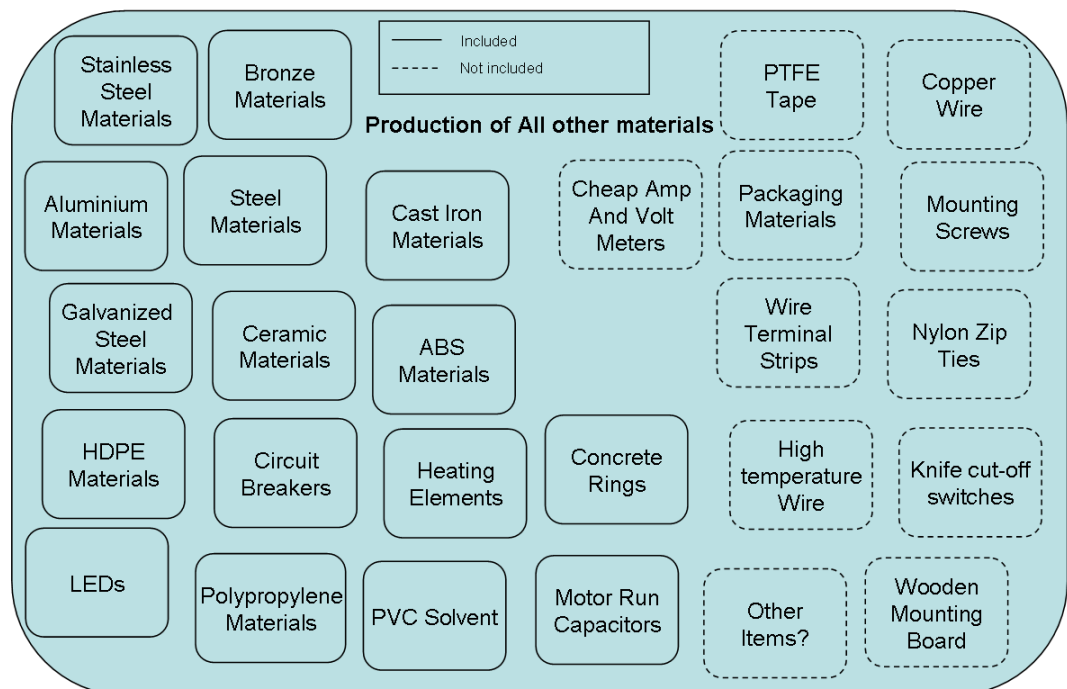 Included
Not included
Production of All other materials
Stainless
Steel
Materials
Bronze
Materials
PTFE
Tape
Copper
Wire
Aluminium
Materials
Steel
Materials
Cast Iron
Materials
Cheap Amp
And Volt
Meters
Packaging
Materials
Mounting
Screws
Galvanized
Steel
Materials
Ceramic
Materials
ABS
Materials
Wire
Terminal
Strips
Nylon Zip
Ties
HDPE
Materials
Circuit
Breakers
Heating
Elements
Concrete
Rings
High
temperature
Wire
Knife cut-off
switches
LEDs
Polypropylene
Materials
PVC Solvent
Motor Run
Capacitors
Other
Items?
Wooden
Mounting
Board